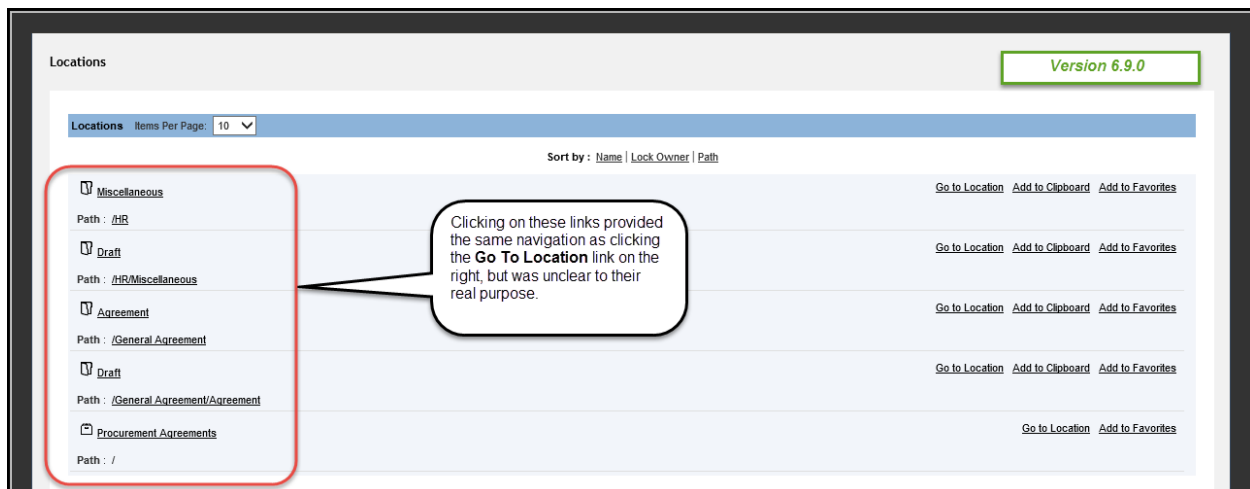 Locations
Version 6.9.0
Locations Items Per Page: 10
Sort by : Name | Lock Owner | Path
Miscellaneous
Go to Location Add to Clipboard Add to Favorites
Path : /HR
Draft
Go to Location Add to Clipboard Add to Favorites
Path : /HR/Miscellaneous
Agreement
Go to Location Add to Clipboard Add to Favorites
Path : /General Agreement
Draft
Go to Location Add to Clipboard Add to Favorites
Path : /General Agreement/Agreement
Procurement Agreements
Go to Location Add to Favorites
Path : /
Clicking on these links provided
the same navigation as clicking
the Go To Location link on the
right, but was unclear to their
real purpose.